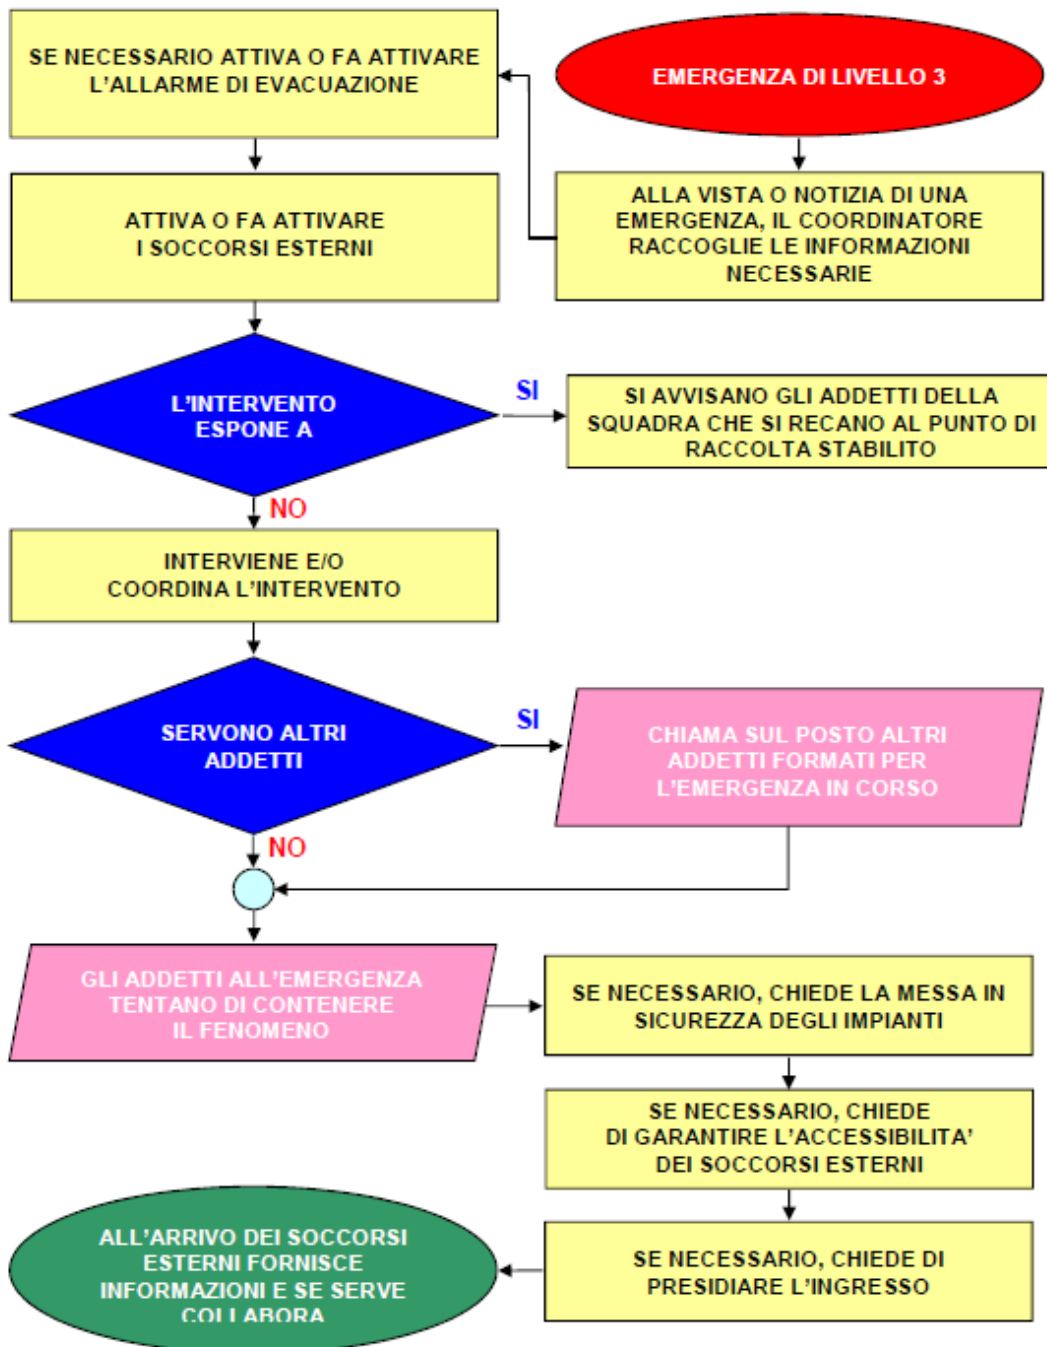 EMERGENZA DI LIVELLO 3
ALLA VISTA O NOTIZIA DI UNA
EMERGENZA, IL COORDINATORE
RACCOGLIE LE INFORMAZIONI
NECESSARIE
SE NECESSARIO ATTIVA O FA ATTIVARE
L'ALLARME DI EVACUAZIONE
ATTIVA O FA ATTIVARE
I SOCCORSI ESTERNI
L'INTERVENTO
ESPONE A
SI
SI AVVISANO GLI ADDETTI DELLA
SQUADRA CHE SI RECANO AL PUNTO DI
RACCOLTA STABILITO
NO
INTERVIENE E/O
COORDINA L'INTERVENTO
SERVONO ALTRI
ADDETTI
SI
CHIAMA SUL POSTO ALTRI
ADDETTI FORMATI PER
L'EMERGENZA IN CORSO
NO
GLI ADDETTI ALL'EMERGENZA
TENTANO DI CONTENERE
IL FENOMENO
SE NECESSARIO, CHIEDE LA MESSA IN
SICUREZZA DEGLI IMPIANTI
SE NECESSARIO, CHIEDE
DI GARANTIRE L'ACCESSIBILITA'
DEI SOCCORSI ESTERNI
SE NECESSARIO, CHIEDE DI
PRESIDIARE L'INGRESSO
ALL'ARRIVO DEI SOCCORSI
ESTERNI FORNISCE
INFORMAZIONI E SE SERVE
COLLABORA